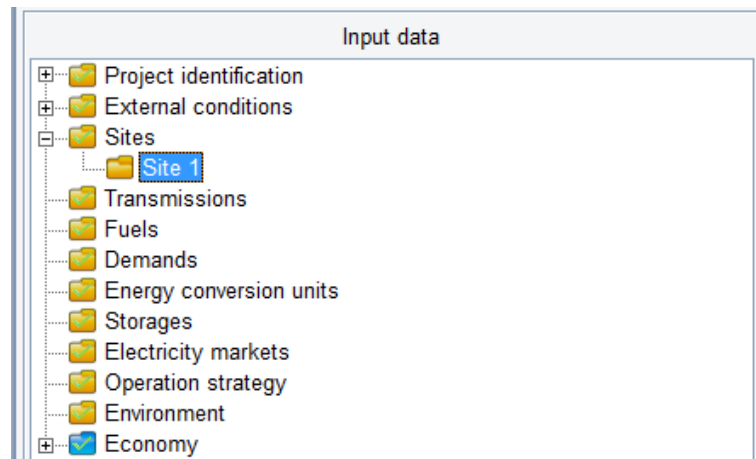 Input data
Project identification
External conditions
Sites
Site 1
Transmissions
Fuels
Demands
Energy conversion units
Storages
Electricity markets
Operation strategy
Environment
Economy